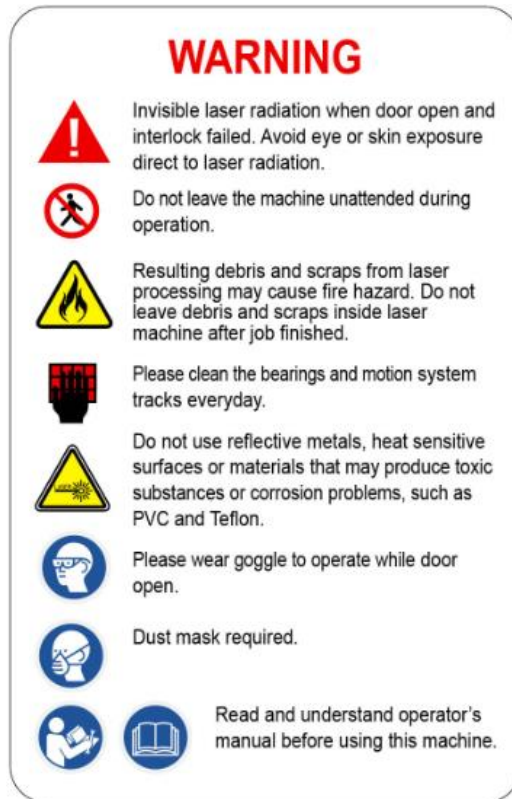 WARNING
Invisible laser radiation when door open and
interlock failed. Avoid eye or skin exposure
direct to laser radiation.
Do not leave the machine unattended during
operation.
Resulting debris and scraps from laser
processing may cause fire hazard. Do not
leave debris and scraps inside laser
machine after job finished.
Please clean the bearings and motion system
tracks everyday.
Do not use reflective metals, heat sensitive
surfaces or materials that may produce toxic
substances or corrosion problems, such as
PVC and Teflon.
Please wear goggle to operate while door
open.
Dust mask required.
Read and understand operator's
manual before using this machine.